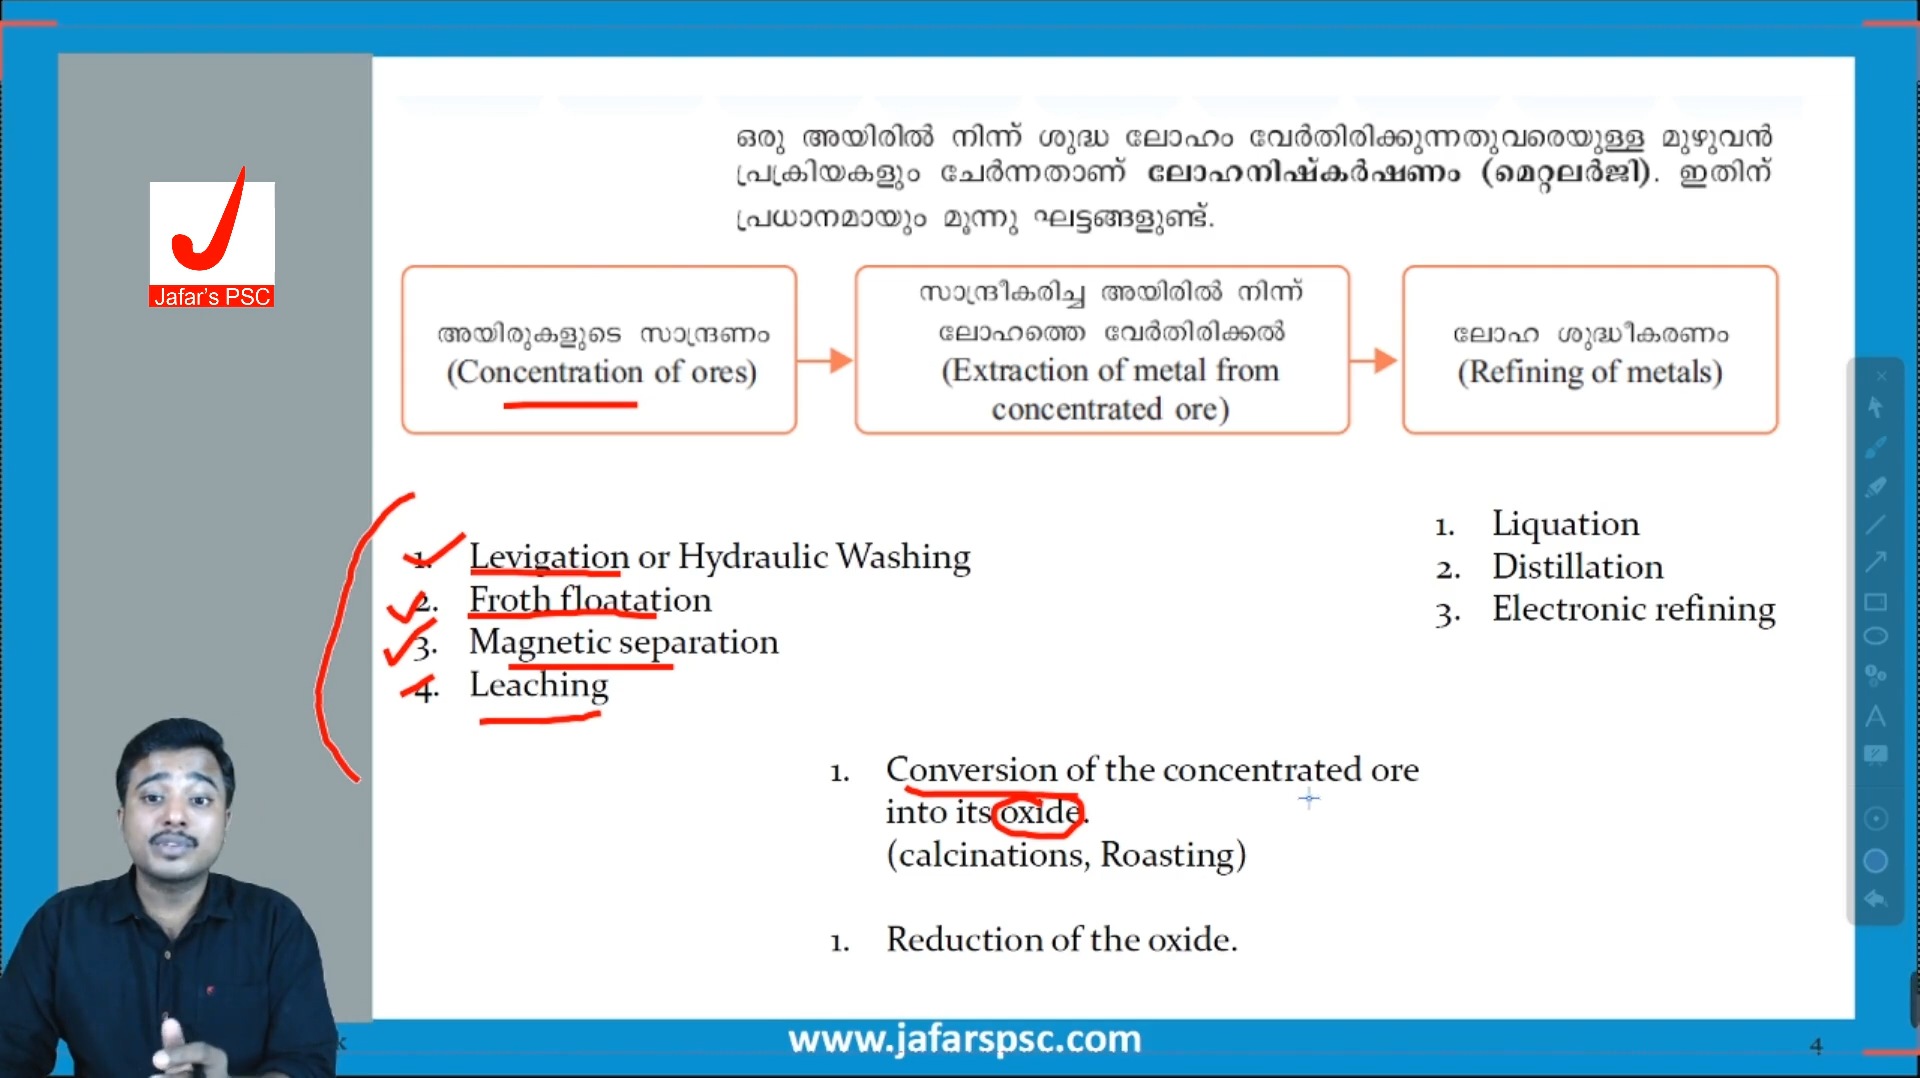 ഒരു അയിരിൽ നിന്ന് ശുദ്ധ ലോഹം വേർതിരിക്കുന്നതുവരെയുള്ള മുഴുവൻ
പ്രക്രിയകളും ചേർന്നതാണ് ലോഹനിഷ്കർഷണം (മെറ്റലർജി). ഇതിന്
പ്രധാനമായും മൂന്നു ഘട്ടങ്ങളുണ്ട്.
Jafar's PSC
അയിരുകളുടെ സാന്ദ്രണം
(Concentration of ores)
സാന്ദ്രീകരിച്ച അയിരിൽ നിന്ന്
ലോഹത്തെ വേർതിരിക്കൽ
(Extraction of metal from
concentrated ore)
ലോഹ ശുദ്ധീകരണം
(Refining of metals)
1. Levigation or Hydraulic Washing
2. Froth floatation
3. Magnetic separation
4. Leaching
1. Liquation
2. Distillation
3. Electronic refining
1. Conversion of the concentrated ore
into its oxide.
(calcinations, Roasting)
1. Reduction of the oxide.
www.jafarspsc.com
4